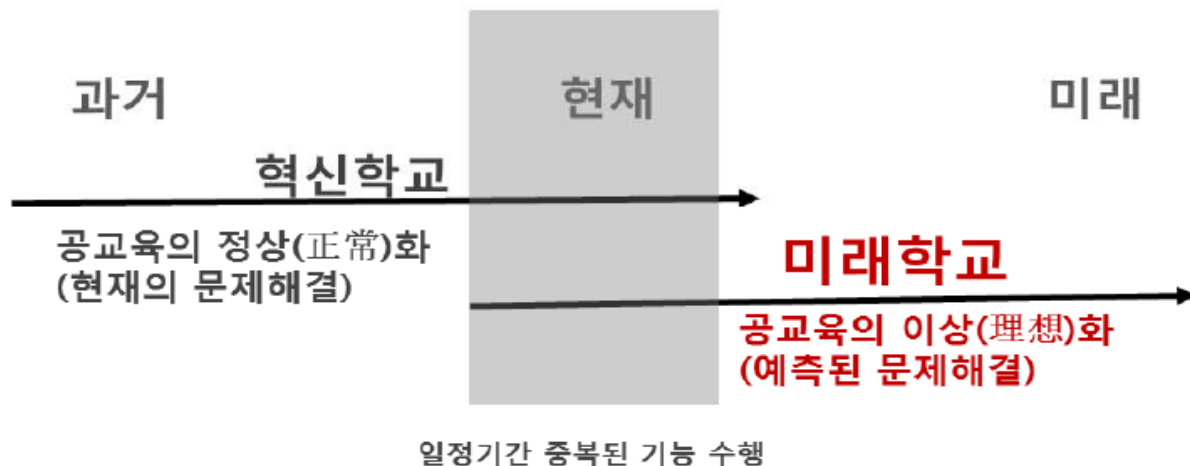 과거
현재
미래
혁신학교
공교육의 정상(正常)화
(현재의 문제해결)
미래학교
공교육의 이상(理想)화
(예측된 문제해결)
일정기간 중복된 기능 수행